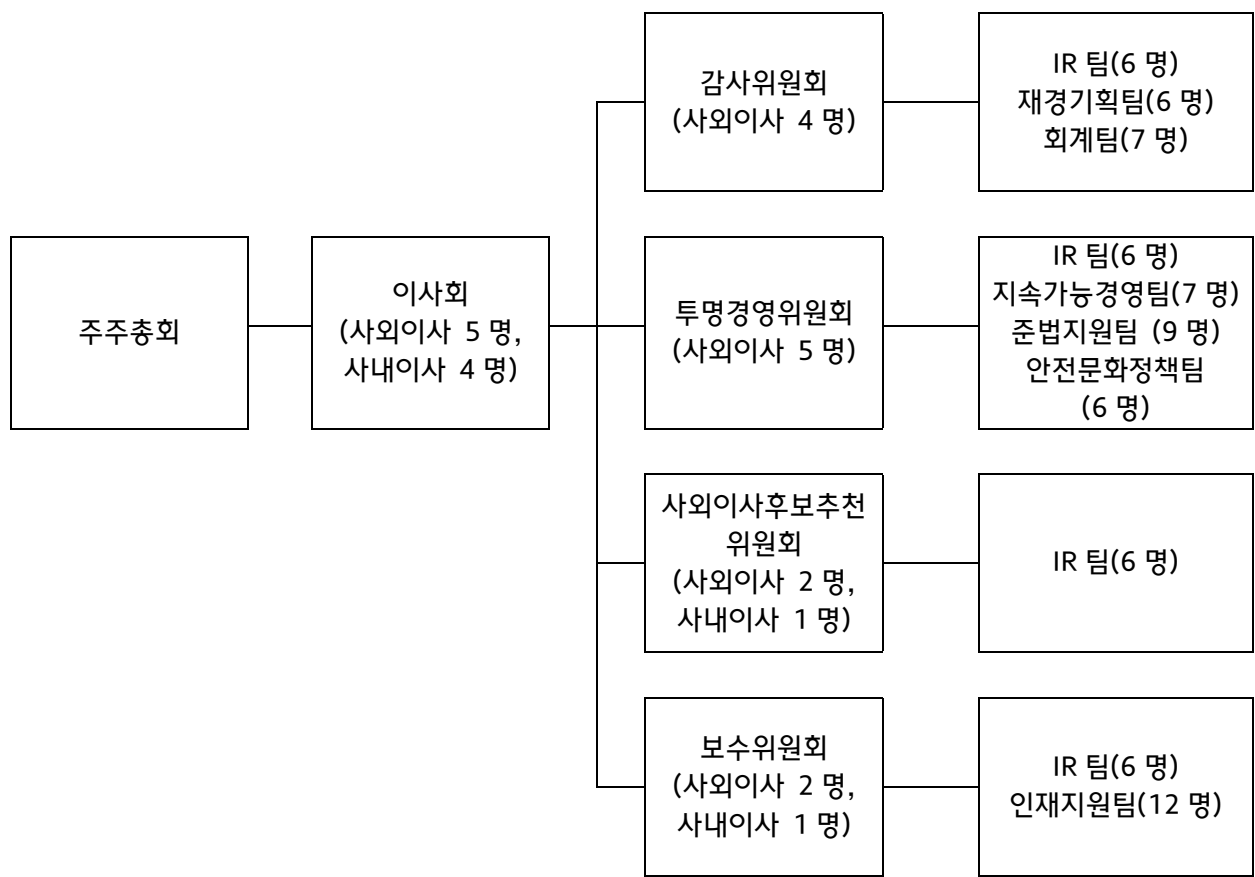 주주총회
이사회
(사외이사 5 명,
사내이사 4 명)
감사위원회
(사외이사 4 명)
IR 팀(6 명)
재경기획팀(6 명)
회계팀(7 명)
투명경영위원회
(사외이사 5 명)
IR 팀(6 명)
지속가능경영팀(7 명)
준법지원팀 (9 명)
안전문화정책팀
(6 명)
사외이사후보추천
위원회
(사외이사 2 명,
사내이사 1 명)
IR 팀(6 명)
보수위원회
(사외이사 2 명,
사내이사 1 명)
IR 팀(6 명)
인재지원팀(12 명)